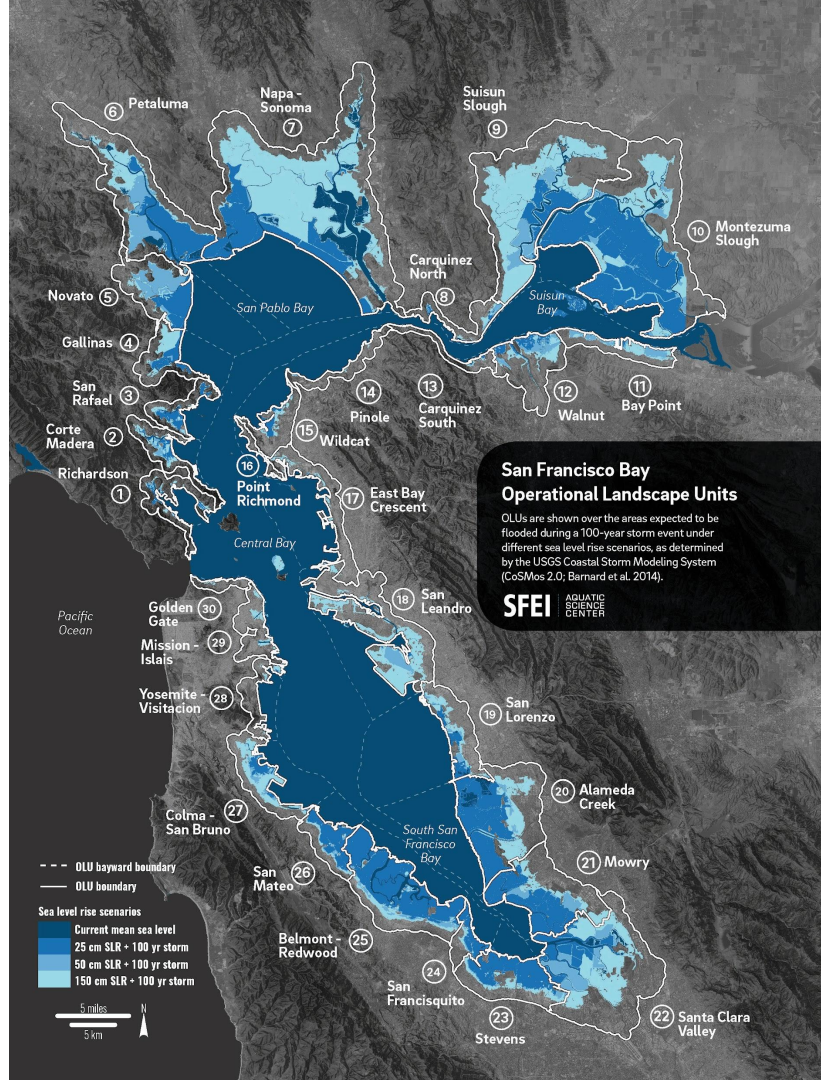 Petaluma
6
Napa -
Sonoma
7
Suisun
Slough
9
10
Montezuma
Slough
Carquinez
North
8
Novato
5
San Pablo Bay
Suisun
Bay
Gallinas
4
San
Rafael
3
14
Pinole
13
Carquinez
South
12
Walnut
11
Bay Point
Corte
Madera
2
15
Wildcat
Richardson
1
16
Point
Richmond
17
East Bay
Crescent
San Francisco Bay
Operational Landscape Units
OLUs are shown over the areas expected to be
flooded during a 100-year storm event under
different sea level rise scenarios, as determined
by the USGS Coastal Storm Modeling System
(CoSMos 2.0; Barnard et al. 2014).
SFEI
AQUATIC
SCIENCE
CENTER
Central Bay
Pacific
Ocean
Golden
Gate
30
18
San
Leandro
Mission -
Islais
29
Yosemite -
Visitacion
28
19
San
Lorenzo
20
Alameda
Creek
Colma -
San Bruno
27
South San
Francisco
Bay
21
Mowry
San
Mateo
26
Belmont -
Redwood
25
24
San
Francisquito
23
Stevens
22
Santa Clara
Valley
OLU bayward boundary
OLU boundary
Sea level rise scenarios
Current mean sea level
25 cm SLR + 100 yr storm
50 cm SLR + 100 yr storm
150 cm SLR + 100 yr storm
5 miles
5 km
N